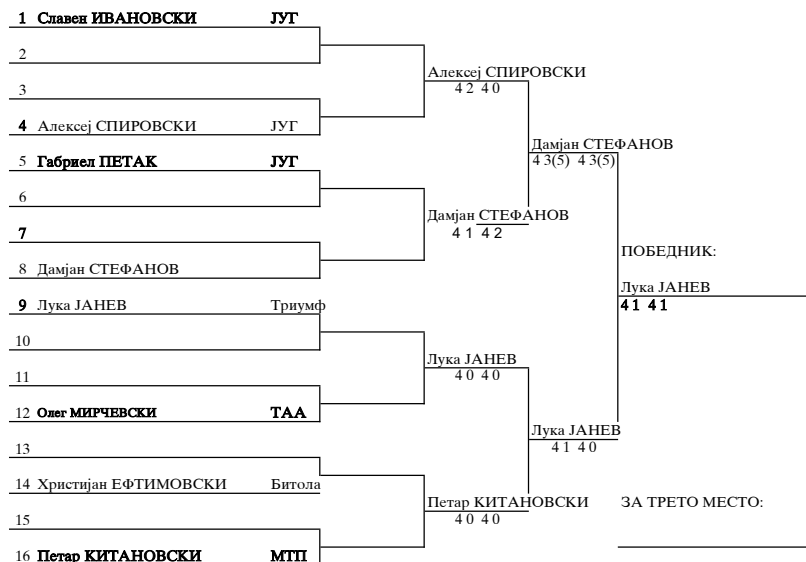 1 Славен ИВАНОВСКИ ЈУГ
2
Алексеј СПИРОВСКИ
4 2 4 0
3
4 Алексеј СПИРОВСКИ ЈУГ
Дамјан СТЕФАНОВ
4 3(5) 4 3(5)
5 Габриел ПЕТАК ЈУГ
6
Дамјан СТЕФАНОВ
4 1 4 2
7
8 Дамјан СТЕФАНОВ
ПОБЕДНИК:
Лука ЈАНЕВ
4 1 4 1
9 Лука ЈАНЕВ Триумф
10
Лука ЈАНЕВ
4 0 4 0
11
12 Олег МИРЧЕВСКИ ТАА
Лука ЈАНЕВ
4 1 4 0
13
14 Христијан ЕФТИМОВСКИ Битола
Петар КИТАНОВСКИ
4 0 4 0
ЗА ТРЕТО МЕСТО:
15
16 Петар КИТАНОВСКИ МТП